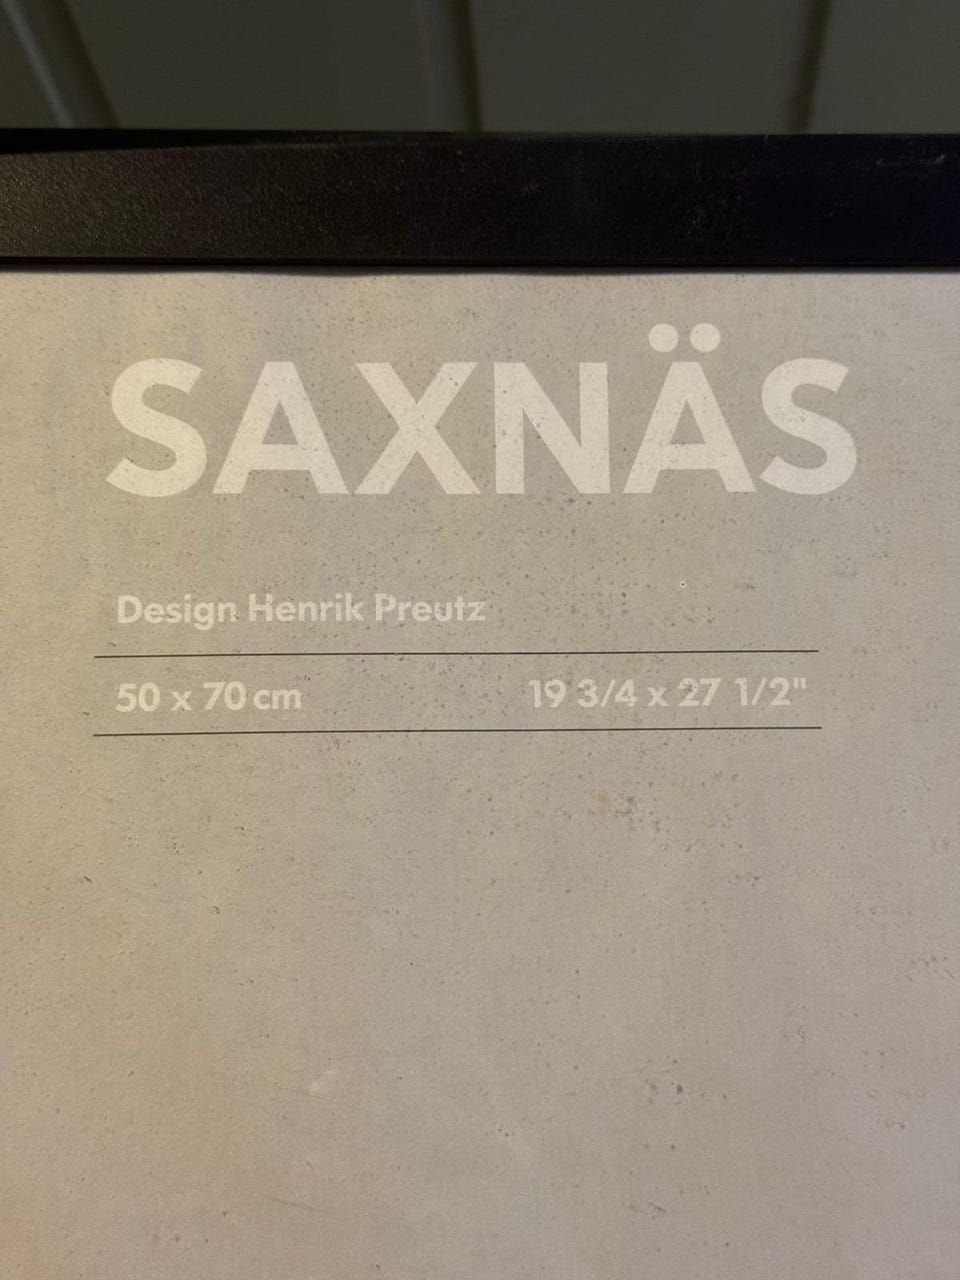 SAXNÄS
Design Henrik Preutz
50 x 70 cm
19 3/4 x 27 1/2"